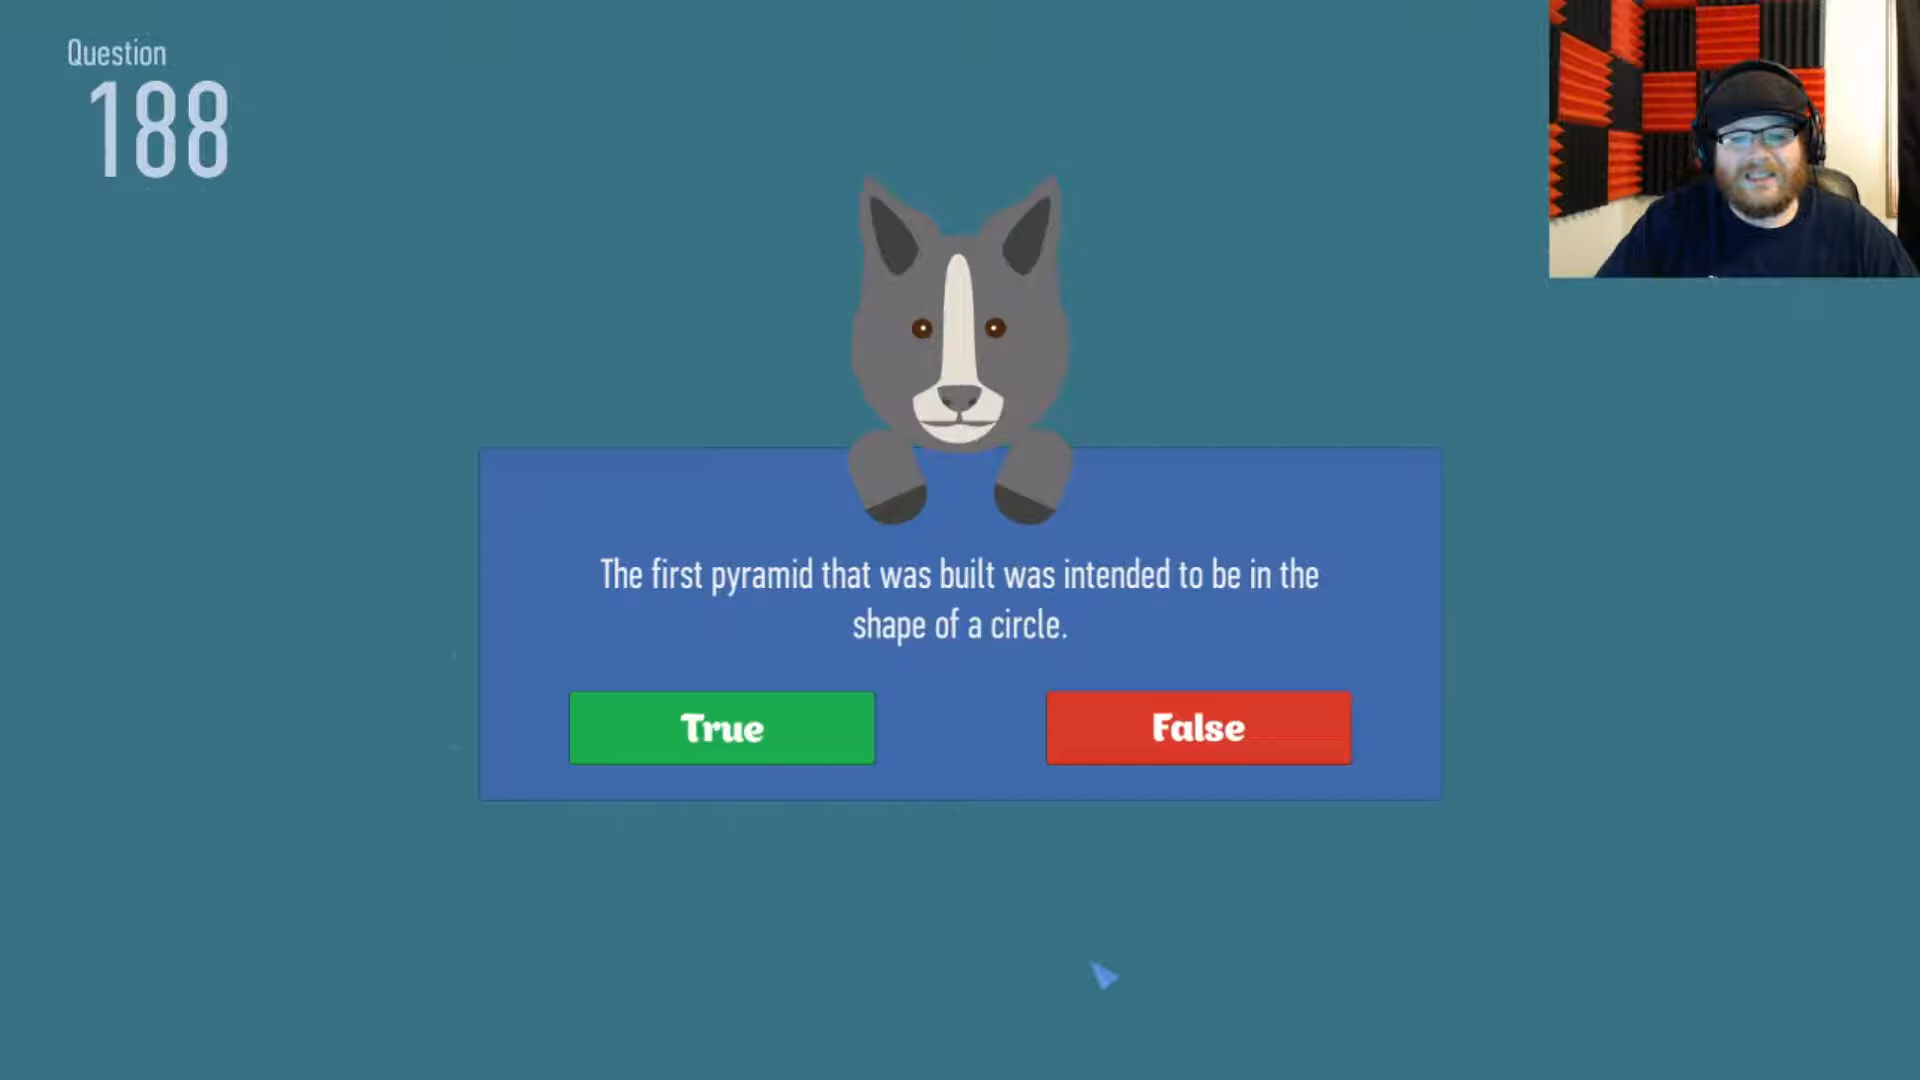 Question
188
The first pyramid that was built was intended to be in the
shape of a circle.
True
False